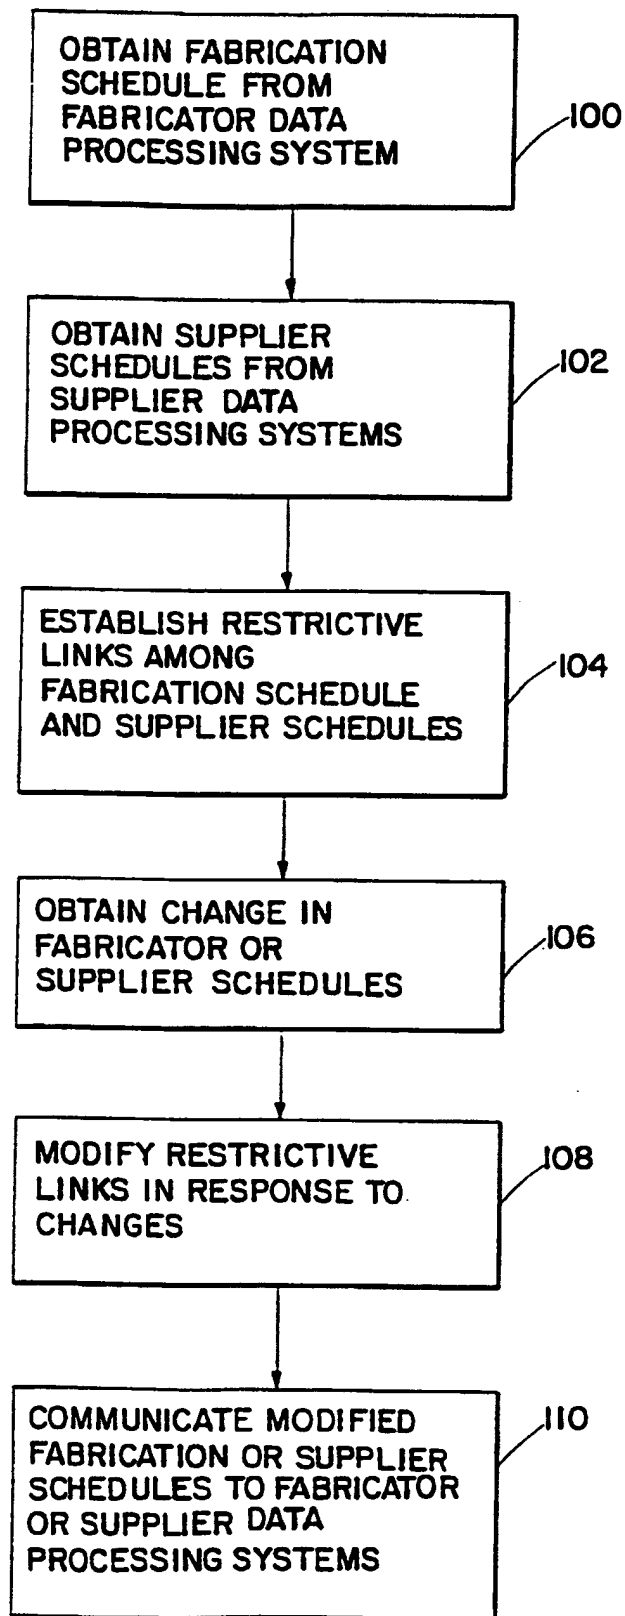 OBTAIN FABRICATION
SCHEDULE FROM
FABRICATOR DATA
PROCESSING SYSTEM
100
OBTAIN SUPPLIER
SCHEDULES FROM
SUPPLIER DATA
PROCESSING SYSTEMS
102
ESTABLISH RESTRICTIVE
LINKS AMONG
FABRICATION SCHEDULE
AND SUPPLIER SCHEDULES
104
OBTAIN CHANGE IN
FABRICATOR OR
SUPPLIER SCHEDULES
106
MODIFY RESTRICTIVE
LINKS IN RESPONSE TO
CHANGES
108
COMMUNICATE MODIFIED
FABRICATION OR SUPPLIER
SCHEDULES TO FABRICATOR
OR SUPPLIER DATA
PROCESSING SYSTEMS
110